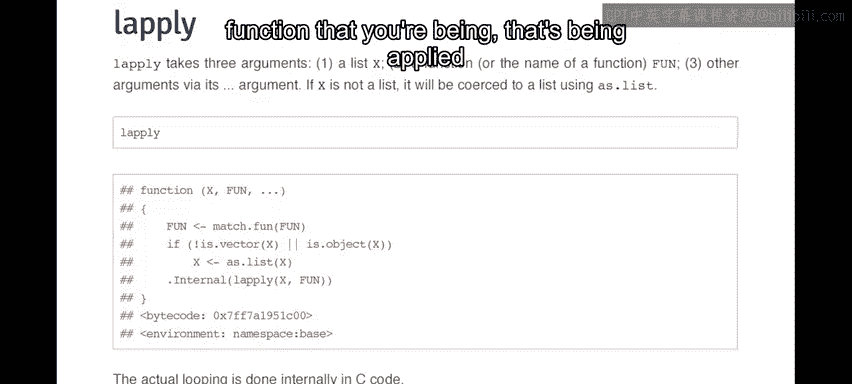 lapply
function that you're being, that's being
applied
lapply takes three arguments: (1) a list X; (or the name of a function) FUN; (3) other
arguments via its ... argument. If X is not a list, it will be coerced to a list using as.list.
lapply
## function (X, FUN, ...)
## {
##     FUN <- match.fun(FUN)
##     if (!is.vector(X) || is.object(X))
##         X <- as.list(X)
##     .Internal(lapply(X, FUN))
## }
## <bytecode: 0x7ff7a1951c00>
## <environment: namespace:base>
The actual looping is done internally in C code.